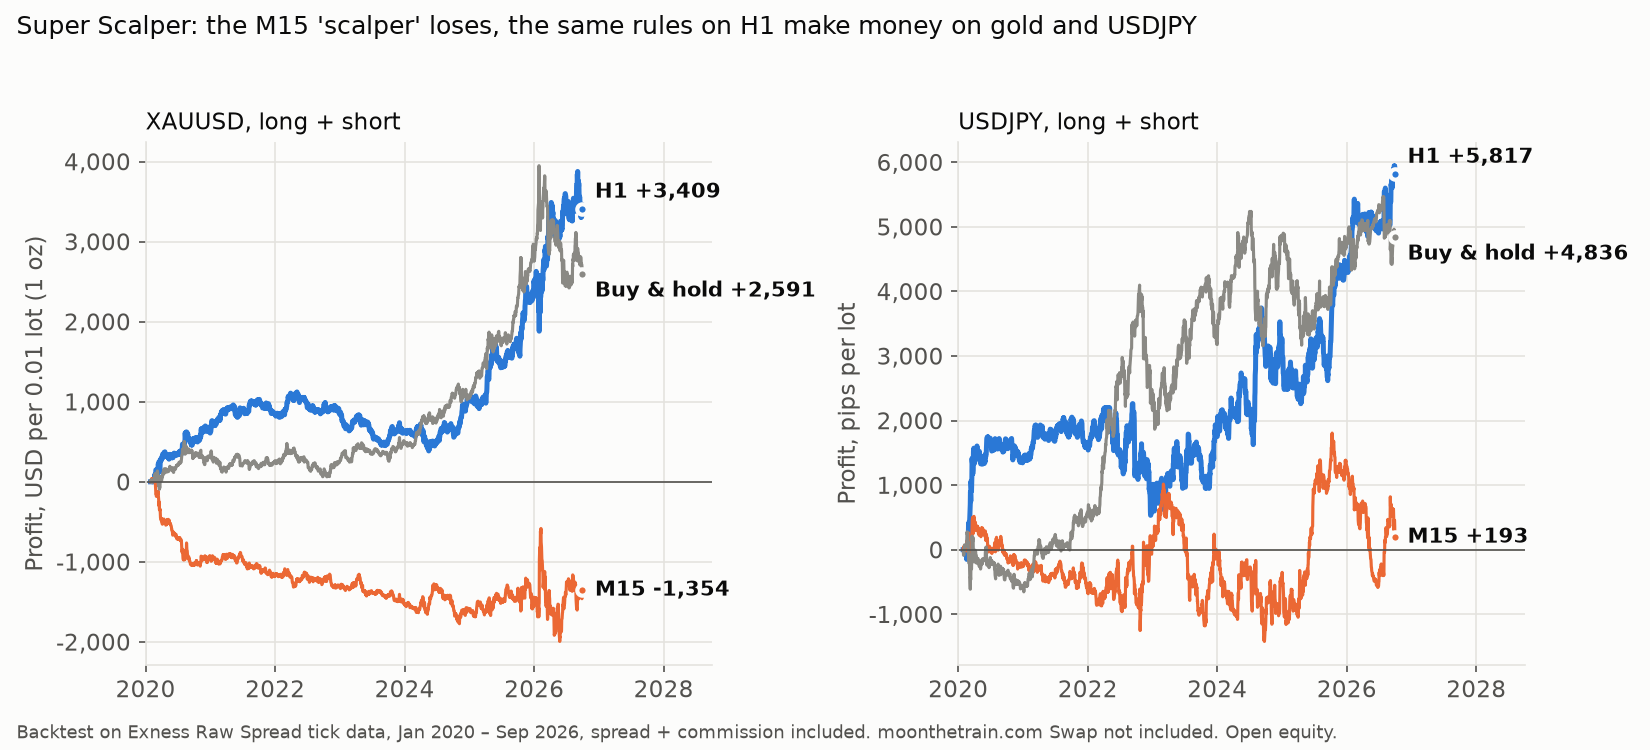 Super Scalper: the M15 'scalper' loses, the same rules on H1 make money on gold and USDJPY
XAUUSD, long + short
Profit, USD per 0.01 lot (1 oz)
4,000
3,000
2,000
1,000
0
-1,000
-2,000
2020
2022
2024
2026
2028
H1 +3,409
Buy & hold +2,591
M15 -1,354
USDJPY, long + short
Profit, pips per lot
6,000
5,000
4,000
3,000
2,000
1,000
0
-1,000
2020
2022
2024
2026
2028
H1 +5,817
Buy & hold +4,836
M15 +193
Backtest on Exness Raw Spread tick data, Jan 2020 – Sep 2026, spread + commission included. moonthetrain.com Swap not included. Open equity.